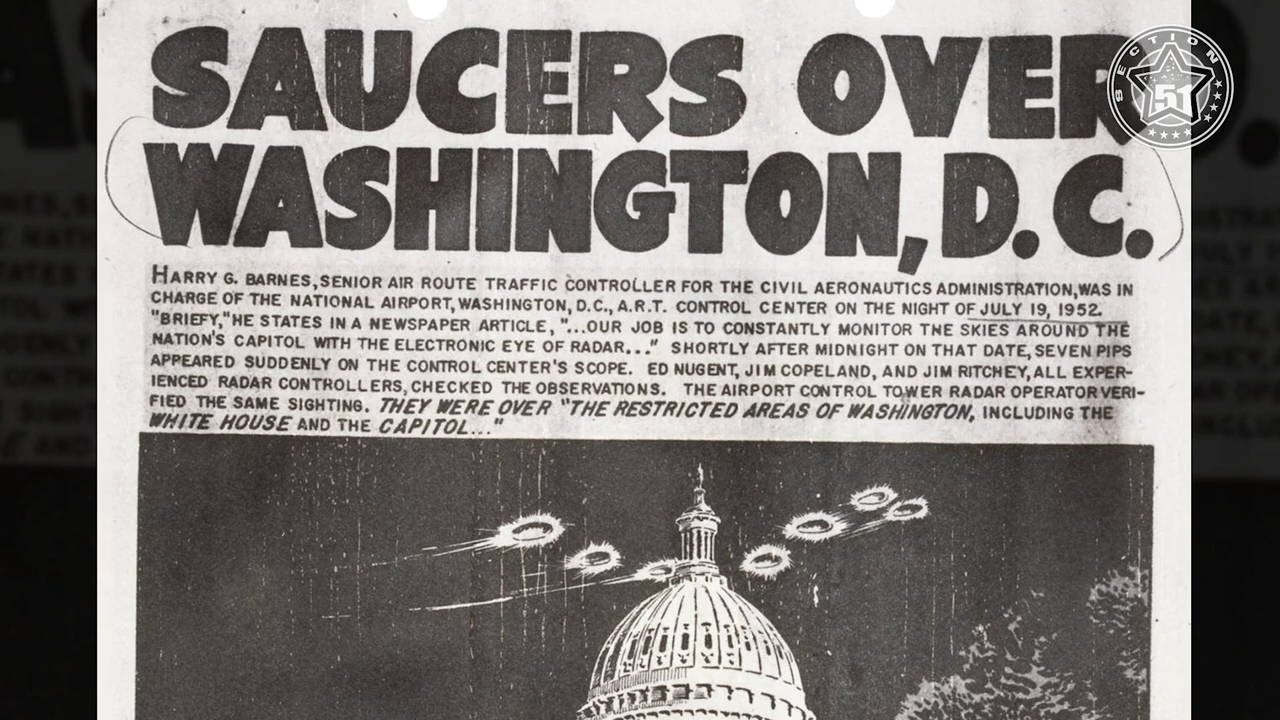 SAUCERS OVER
WASHINGTON, D.C.
HARRY G. BARNES, SENIOR AIR ROUTE TRAFFIC CONTROLLER FOR THE CIVIL AERONAUTICS ADMINISTRATION, WAS IN
CHARGE OF THE NATIONAL AIRPORT, WASHINGTON, D.C., A.R.T. CONTROL CENTER ON THE NIGHT OF JULY 19, 1952.
"BRIEFY," HE STATES IN A NEWSPAPER ARTICLE, "...OUR JOB IS TO CONSTANTLY MONITOR THE SKIES AROUND THE
NATION'S CAPITOL WITH THE ELECTRONIC EYE OF RADAR..." SHORTLY AFTER MIDNIGHT ON THAT DATE, SEVEN PIPS
APPEARED SUDDENLY ON THE CONTROL CENTER'S SCOPE. ED NUGENT, JIM COPELAND, AND JIM RITCHEY, ALL EXPER-
IENCED RADAR CONTROLLERS, CHECKED THE OBSERVATIONS. THE AIRPORT CONTROL TOWER RADAR OPERATOR VERI-
FIED THE SAME SIGHTING. THEY WERE OVER "THE RESTRICTED AREAS OF WASHINGTON, INCLUDING THE
WHITE HOUSE AND THE CAPITOL..."
SECTION
51